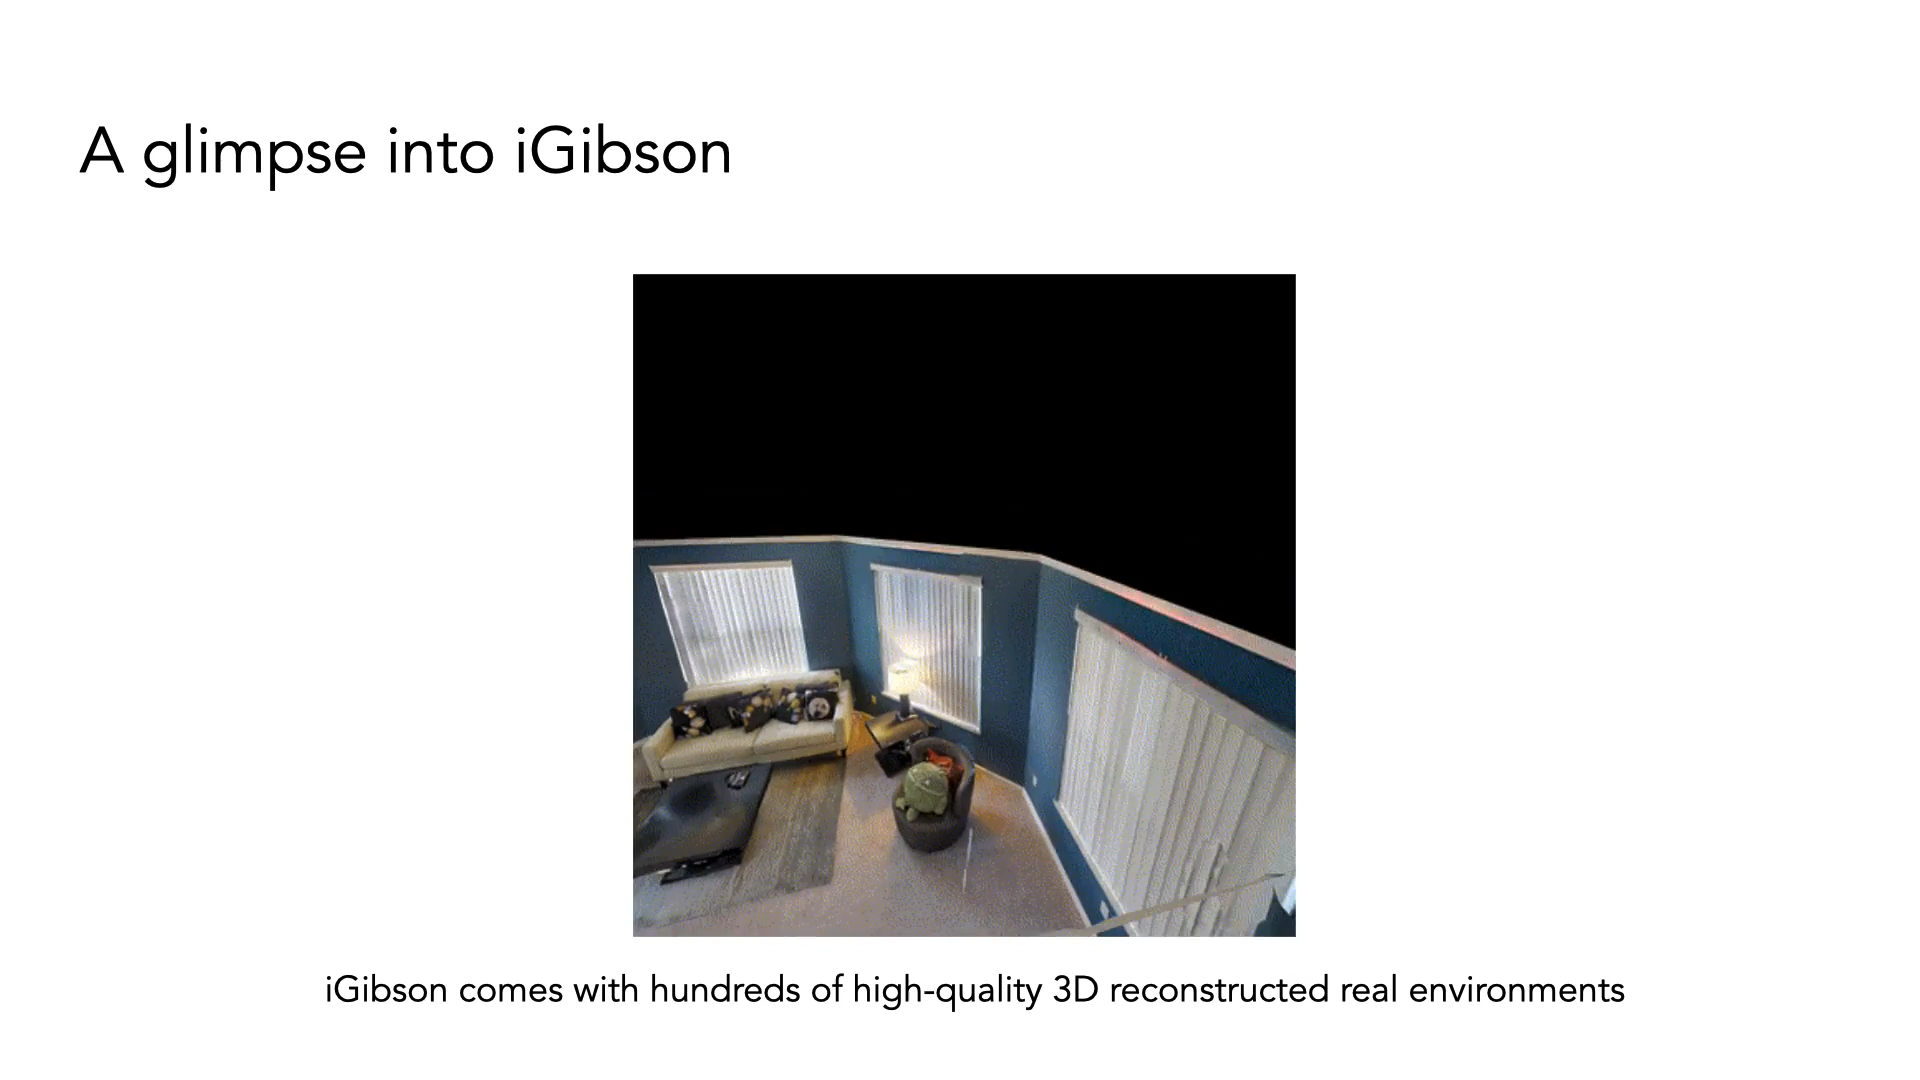 A glimpse into iGibson
iGibson comes with hundreds of high-quality 3D reconstructed real environments